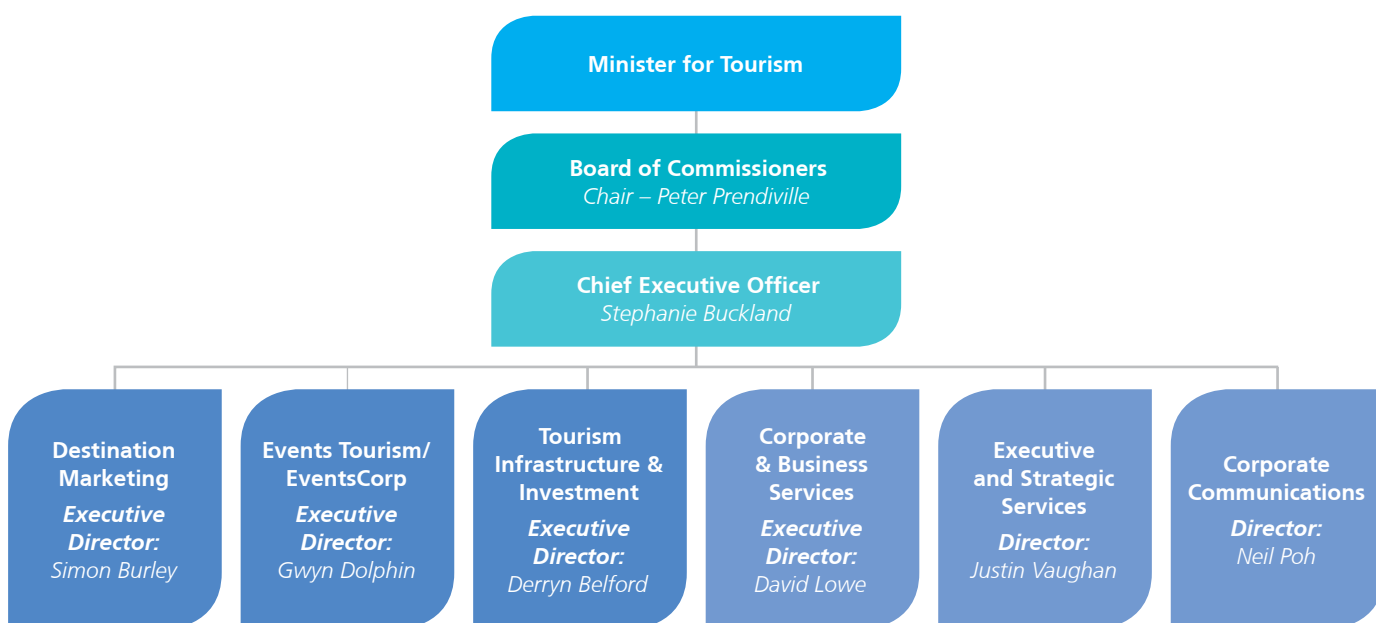 Minister for Tourism
Board of Commissioners
Chair – Peter Prendiville
Chief Executive Officer
Stephanie Buckland
Destination
Marketing
Executive
Director:
Simon Burley
Events Tourism/
EventsCorp
Executive
Director:
Gwyn Dolphin
Tourism
Infrastructure &
Investment
Executive
Director:
Derryn Belford
Corporate
& Business
Services
Executive
Director:
David Lowe
Executive
and Strategic
Services
Director:
Justin Vaughan
Corporate
Communications
Director:
Neil Poh